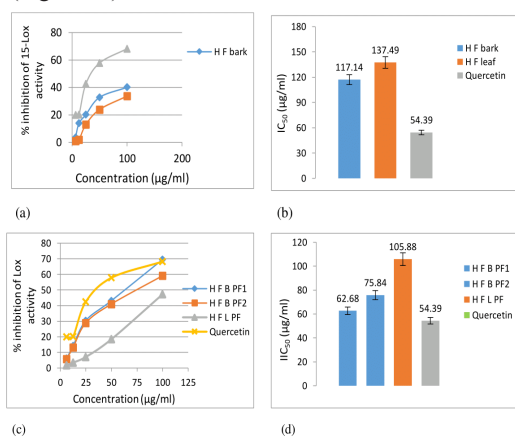 % inhibition of 15-Lox
activity
80
70
60
50
40
30
20
10
0
0 100 200
Concentration (µg/ml)
H F bark
(a)
IC50 (µg/ml)
180
150
120
90
60
30
0
117.14
137.49
54.39
H F bark
H F leaf
Quercetin
(b)
% inhibition of Lox
activity
80
70
60
50
40
30
20
10
0
0 25 50 75 100 125
Concentration (µg/ml)
H F B PF1
H F B PF2
H F L PF
Quercetin
(c)
IIC50 (µg/ml)
120
100
80
60
40
20
0
62.68
75.84
105.88
54.39
H F B PF1
H F B PF2
H F L PF
Quercetin
(d)